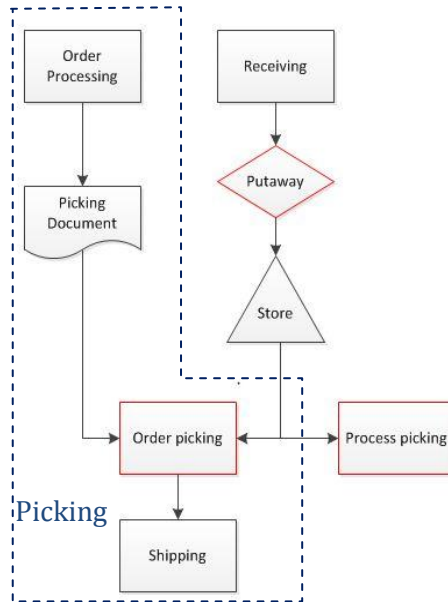 Order
Processing
Receiving
Picking
Document
Putaway
Store
Order picking
Process picking
Picking
Shipping